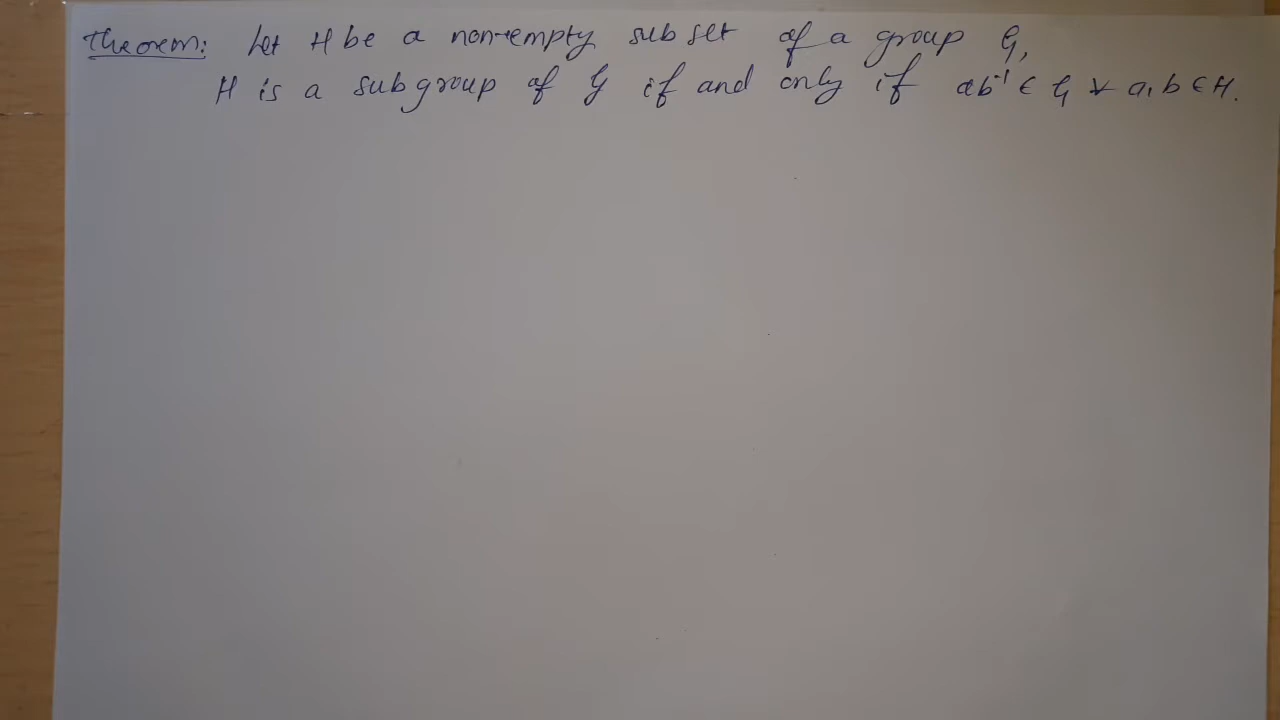 Theorem: Let H be a non-empty subset of a group G,
H is a subgroup of G if and only if ab⁻¹ ∈ G ∀ a, b ∈ H.